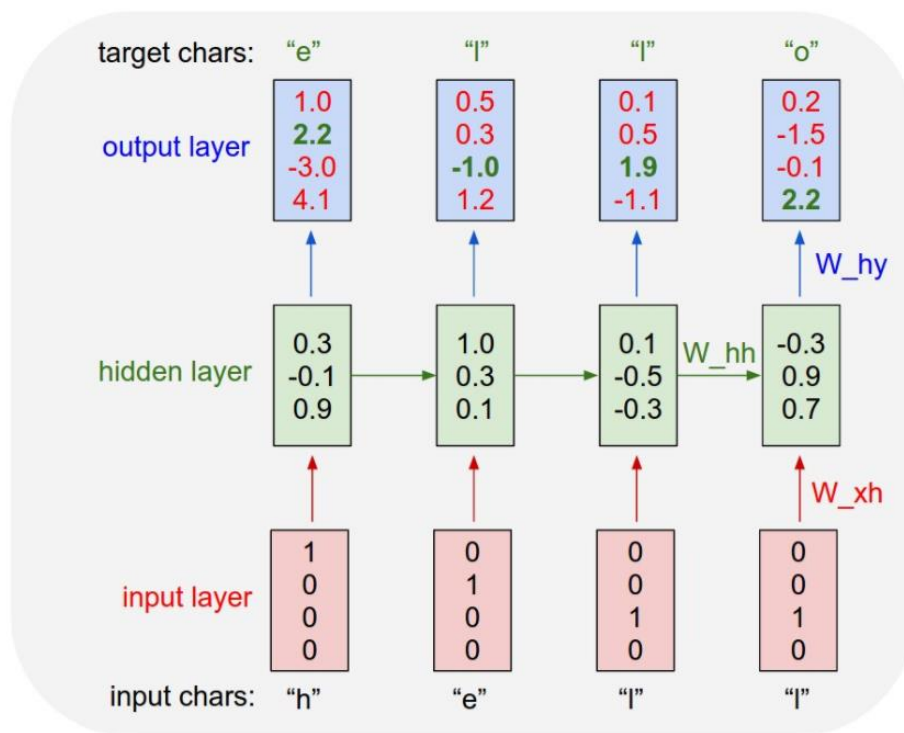 target chars: “e” “l” “l” “o”
1.0 0.5 0.1 0.2
2.2 0.3 0.5 -1.5
output layer
-3.0 -1.0 1.9 -0.1
4.1 1.2 -1.1 2.2
W_hy
0.3 1.0 0.1 -0.3
W_hh
hidden layer -0.1 0.3 -0.5 0.9
0.9 0.1 -0.3 0.7
W_xh
1 0 0 0
0 1 0 0
input layer
0 0 1 1
0 0 0 0
input chars: “h” “e” “l” “l”